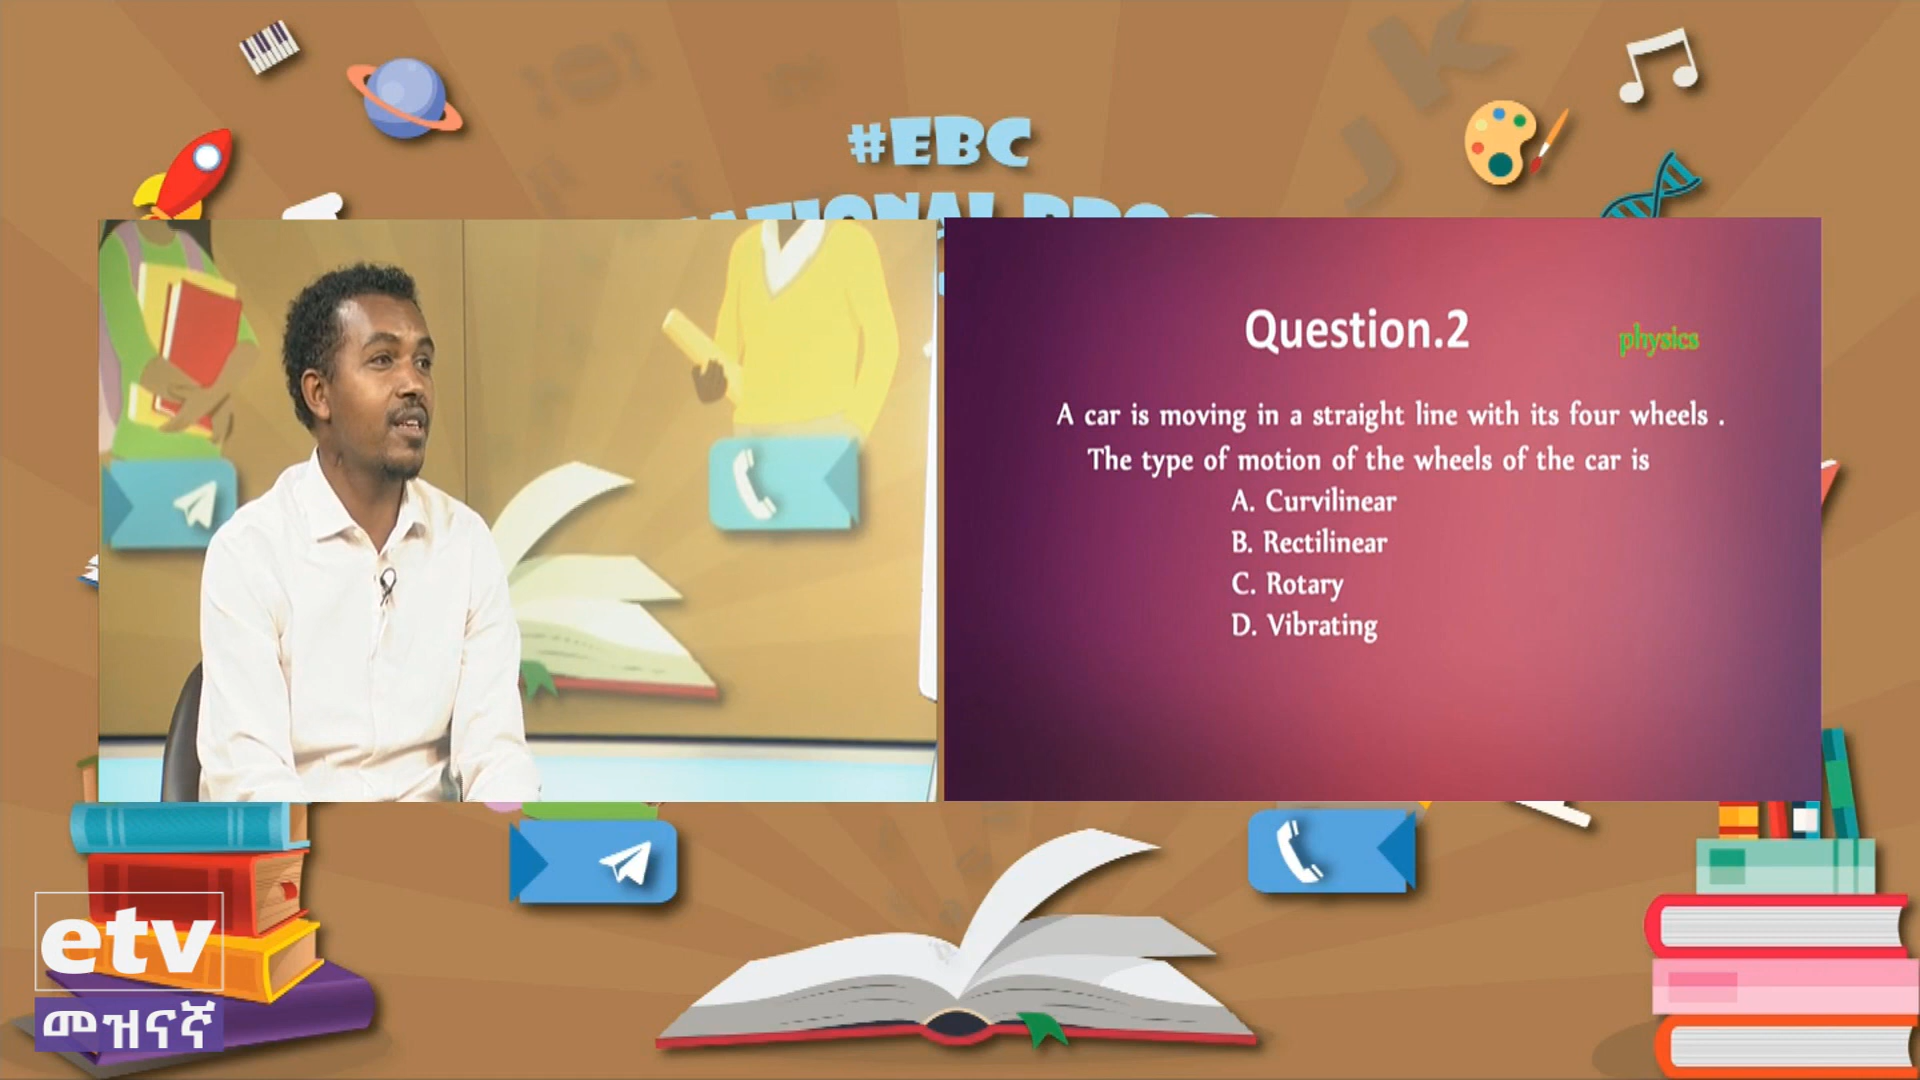 #EBC
Question.2
physics
A car is moving in a straight line with its four wheels .
The type of motion of the wheels of the car is
A. Curvilinear
B. Rectilinear
C. Rotary
D. Vibrating
etv
መዝናኛ